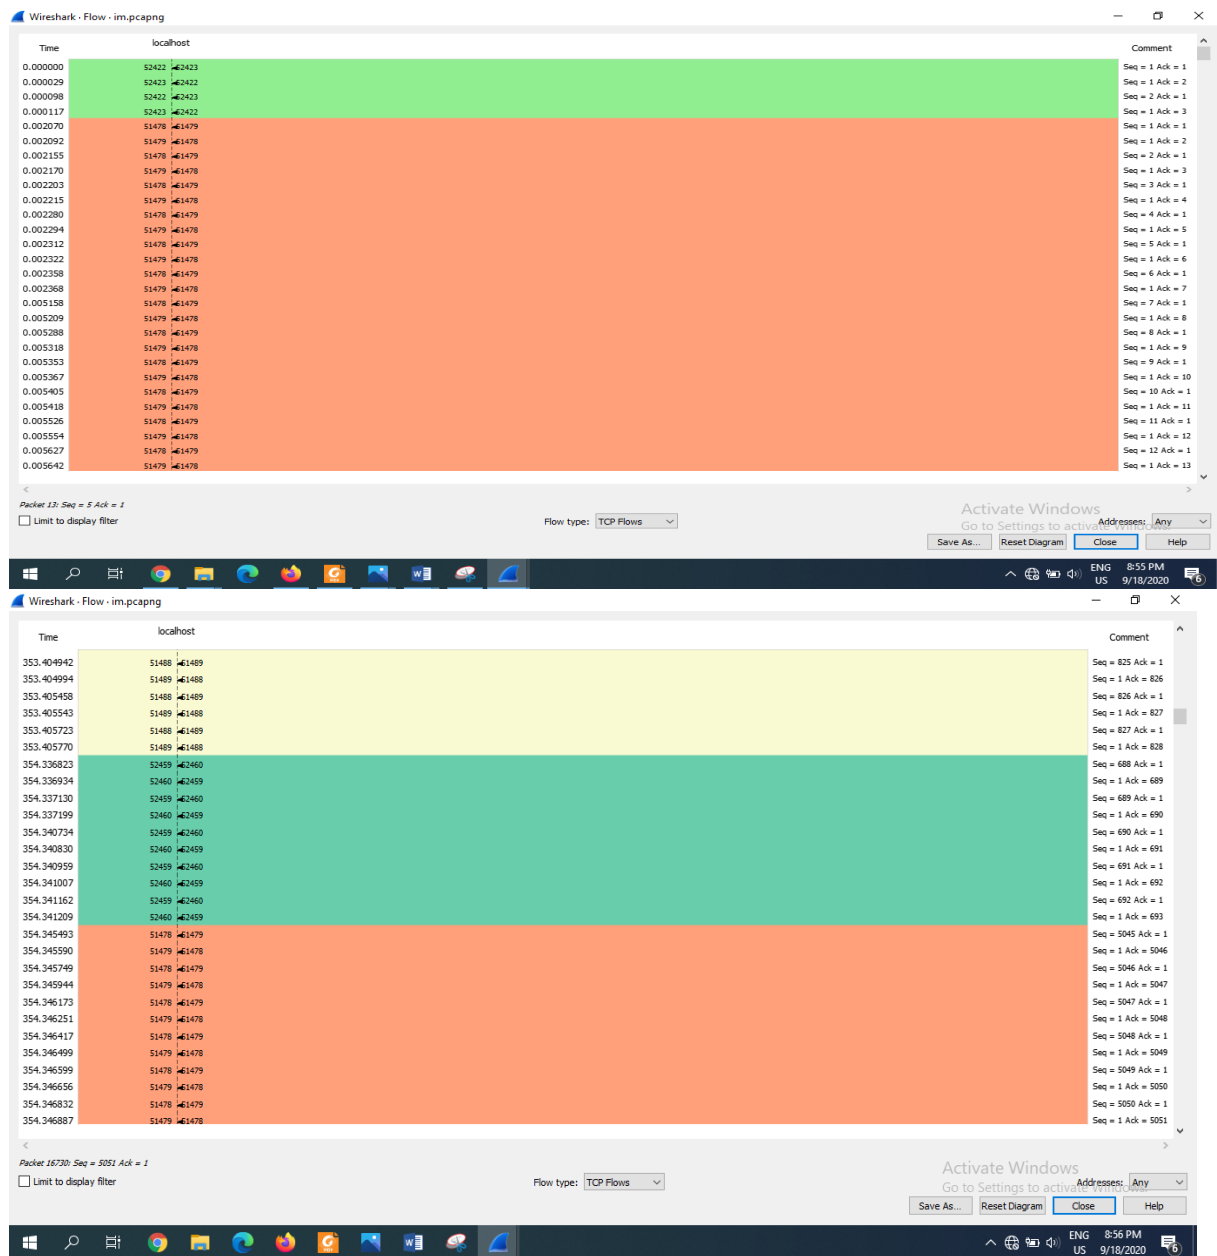 Wireshark · Flow · im.pcapng
Time localhost Comment
0.000000 52422 52423 Seq = 1 Ack = 1
0.000029 52423 52422 Seq = 1 Ack = 2
0.000098 52422 52423 Seq = 2 Ack = 1
0.000117 52423 52422 Seq = 1 Ack = 3
0.002070 51478 51479 Seq = 1 Ack = 1
0.002092 51479 51478 Seq = 1 Ack = 2
0.002155 51478 51479 Seq = 2 Ack = 1
0.002170 51479 51478 Seq = 1 Ack = 3
0.002203 51478 51479 Seq = 3 Ack = 1
0.002215 51479 51478 Seq = 1 Ack = 4
0.002280 51478 51479 Seq = 4 Ack = 1
0.002294 51479 51478 Seq = 1 Ack = 5
0.002312 51478 51479 Seq = 5 Ack = 1
0.002322 51479 51478 Seq = 1 Ack = 6
0.002358 51478 51479 Seq = 6 Ack = 1
0.002368 51479 51478 Seq = 1 Ack = 7
0.005158 51478 51479 Seq = 7 Ack = 1
0.005209 51479 51478 Seq = 1 Ack = 8
0.005288 51478 51479 Seq = 8 Ack = 1
0.005318 51479 51478 Seq = 1 Ack = 9
0.005353 51478 51479 Seq = 9 Ack = 1
0.005367 51479 51478 Seq = 1 Ack = 10
0.005405 51478 51479 Seq = 10 Ack = 1
0.005418 51479 51478 Seq = 1 Ack = 11
0.005526 51478 51479 Seq = 11 Ack = 1
0.005554 51479 51478 Seq = 1 Ack = 12
0.005627 51478 51479 Seq = 12 Ack = 1
0.005642 51479 51478 Seq = 1 Ack = 13
Packet 13: Seq = 5 Ack = 1
Activate Windows
Limit to display filter Flow type: TCP Flows Addresses: Any
Go to Settings to activate Windows.
Save As... Reset Diagram Close Help
ENG 8:55 PM
US 9/18/2020 6
Wireshark · Flow · im.pcapng
Time localhost Comment
353.404942 51488 51489 Seq = 825 Ack = 1
353.404994 51489 51488 Seq = 1 Ack = 826
353.405458 51488 51489 Seq = 826 Ack = 1
353.405543 51489 51488 Seq = 1 Ack = 827
353.405723 51488 51489 Seq = 827 Ack = 1
353.405770 51489 51488 Seq = 1 Ack = 828
354.336823 52459 52460 Seq = 688 Ack = 1
354.336934 52460 52459 Seq = 1 Ack = 689
354.337130 52459 52460 Seq = 689 Ack = 1
354.337199 52460 52459 Seq = 1 Ack = 690
354.340734 52459 52460 Seq = 690 Ack = 1
354.340830 52460 52459 Seq = 1 Ack = 691
354.340959 52459 52460 Seq = 691 Ack = 1
354.341007 52460 52459 Seq = 1 Ack = 692
354.341162 52459 52460 Seq = 692 Ack = 1
354.341209 52460 52459 Seq = 1 Ack = 693
354.345493 51478 51479 Seq = 5045 Ack = 1
354.345590 51479 51478 Seq = 1 Ack = 5046
354.345749 51478 51479 Seq = 5046 Ack = 1
354.345944 51479 51478 Seq = 1 Ack = 5047
354.346173 51478 51479 Seq = 5047 Ack = 1
354.346251 51479 51478 Seq = 1 Ack = 5048
354.346417 51478 51479 Seq = 5048 Ack = 1
354.346499 51479 51478 Seq = 1 Ack = 5049
354.346599 51478 51479 Seq = 5049 Ack = 1
354.346656 51479 51478 Seq = 1 Ack = 5050
354.346832 51478 51479 Seq = 5050 Ack = 1
354.346887 51479 51478 Seq = 1 Ack = 5051
Packet 16730: Seq = 5051 Ack = 1
Activate Windows
Limit to display filter Flow type: TCP Flows Addresses: Any
Go to Settings to activate Windows.
Save As... Reset Diagram Close Help
ENG 8:56 PM
US 9/18/2020 6